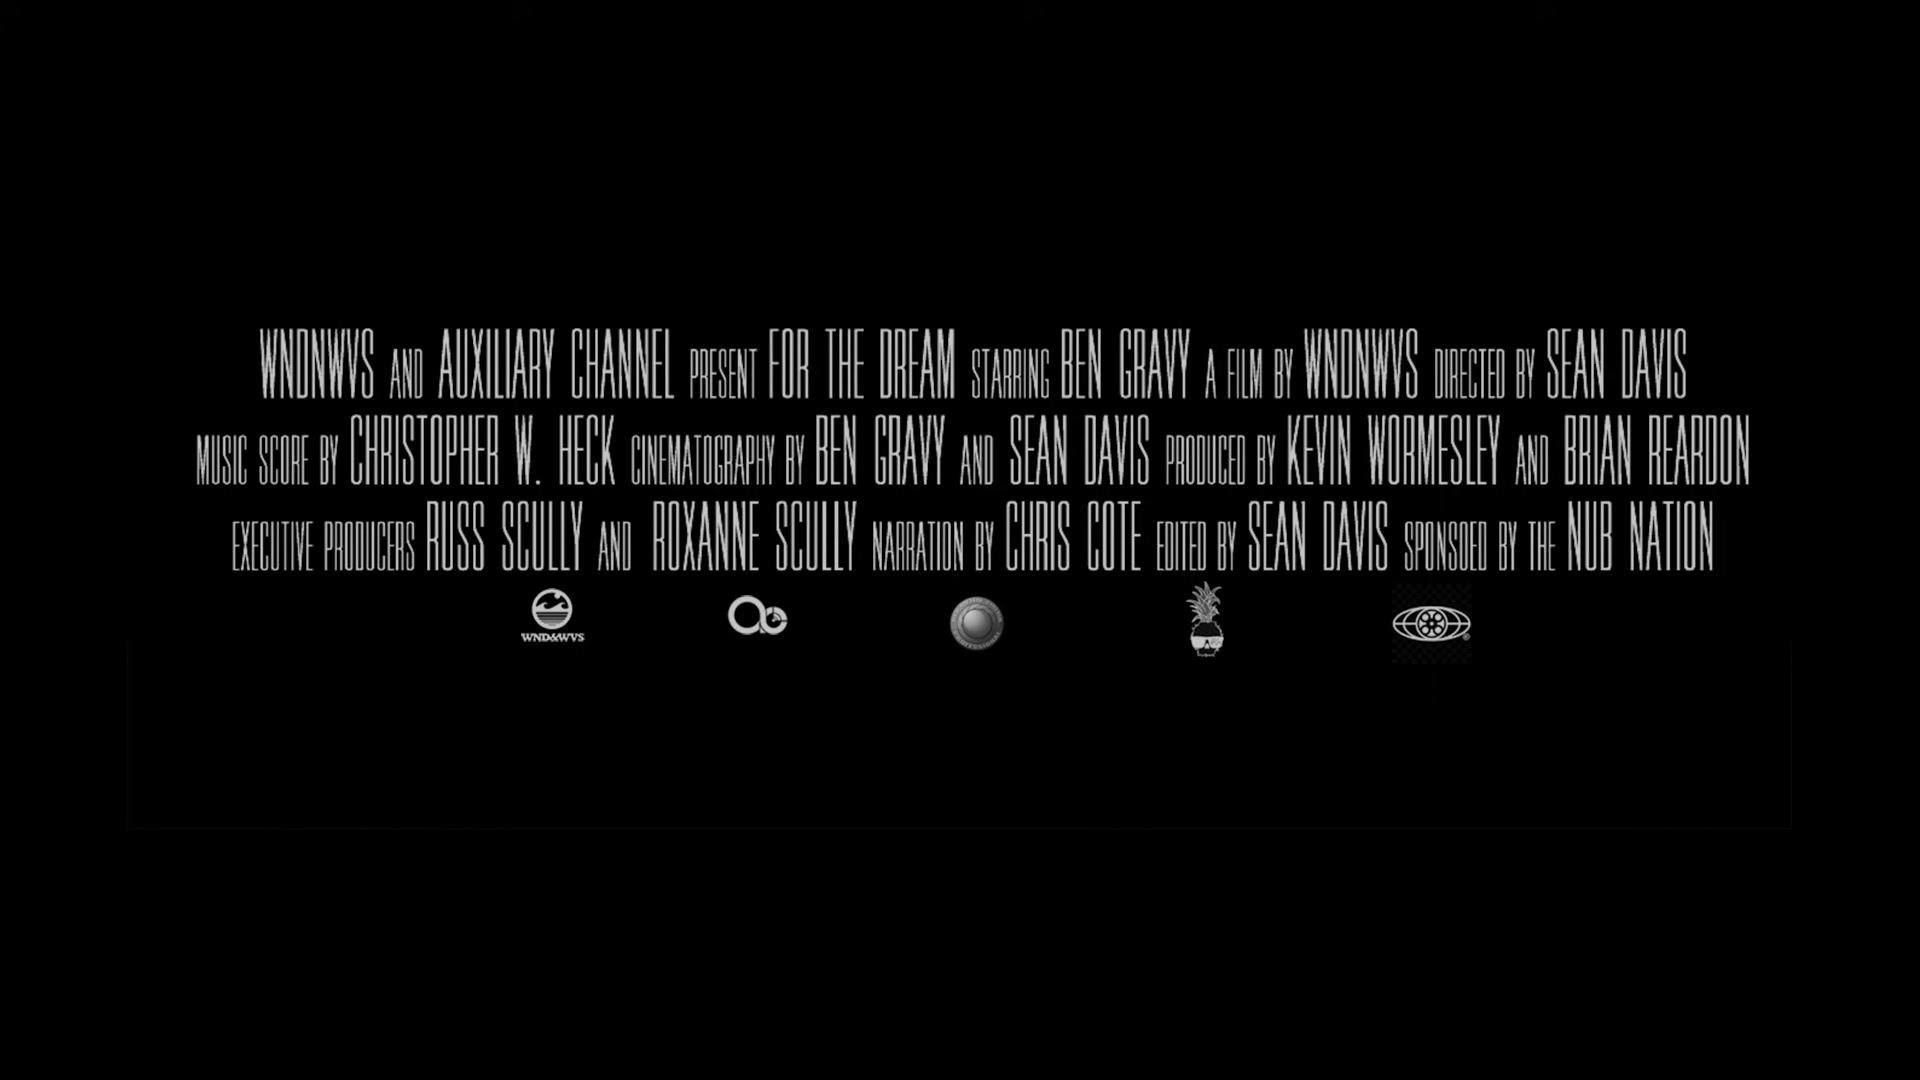 WNDNWVS AND AUXILIARY CHANNEL PRESENT FOR THE DREAM STARRING BEN GRAVY A FILM BY WNDNWVS DIRECTED BY SEAN DAVIS
MUSIC SCORE BY CHRISTOPHER W. HECK CINEMATOGRAPHY BY BEN GRAVY AND SEAN DAVIS PRODUCED BY KEVIN WORMESLEY AND BRIAN REARDON
EXECUTIVE PRODUCERS RUSS SCULLY AND ROXANNE SCULLY NARRATION BY CHRIS COTE EDITED BY SEAN DAVIS SPONSOED BY THE NUB NATION
WND&WVS